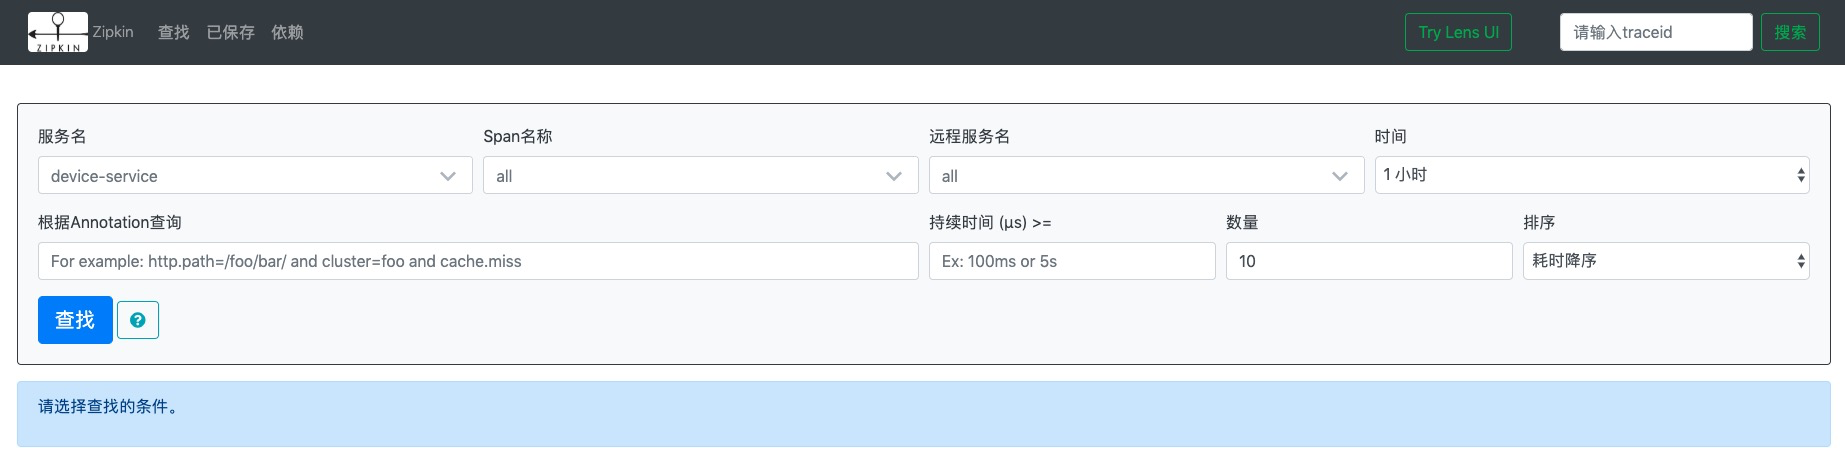 ZIPKIN Zipkin 查找 已保存 依赖 Try Lens UI 请输入traceid 搜索
服务名 Span名称 远程服务名 时间
device-service all all 1 小时
根据Annotation查询 持续时间 (μs) >= 数量 排序
For example: http.path=/foo/bar/ and cluster=foo and cache.miss Ex: 100ms or 5s 10 耗时降序
查找 ?
请选择查找的条件。